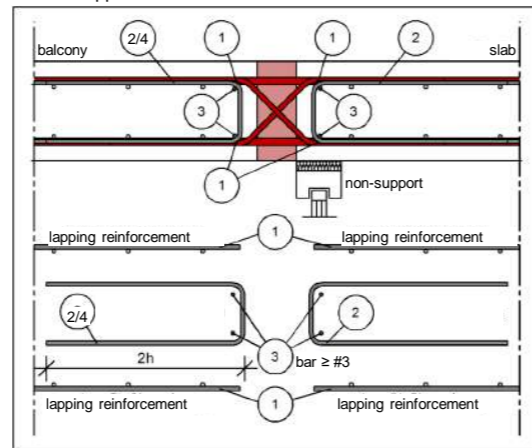 balcony 2/4 1 1 2 slab
3 3
1
non-support
lapping reinforcement 1 lapping reinforcement
2/4 2
3 bar ≥ #3
2h
lapping reinforcement 1 lapping reinforcement